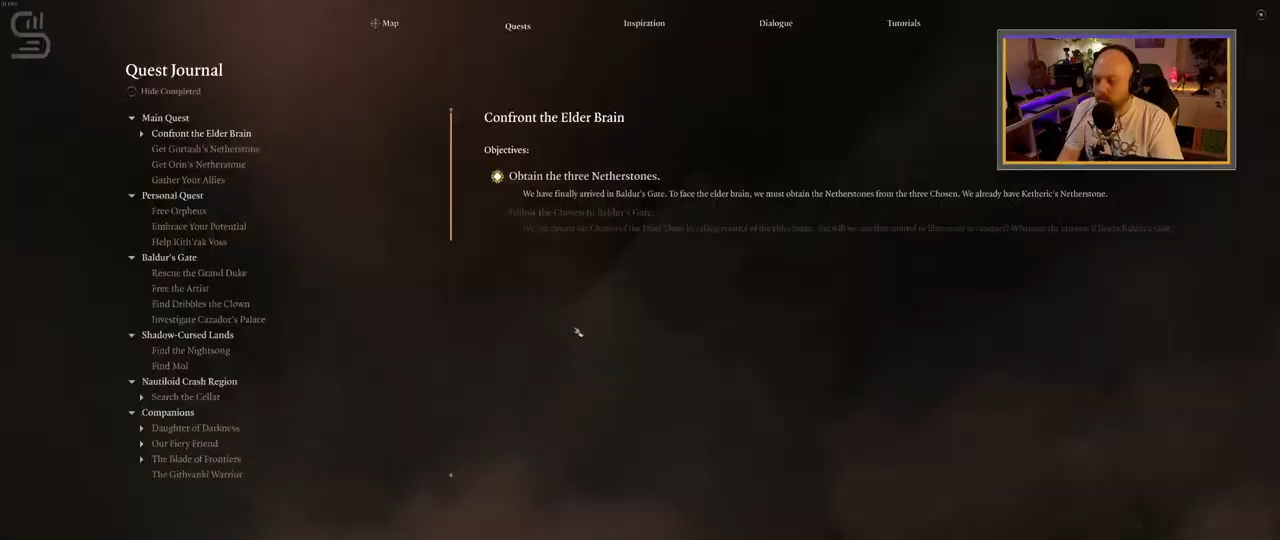 Map
Quests
Inspiration
Dialogue
Tutorials
Quest Journal
Hide Completed
Main Quest
Confront the Elder Brain
Get Gortash's Netherstone
Get Orin's Netherstone
Gather Your Allies
Personal Quest
Free Orpheus
Embrace Your Potential
Help Kith'rak Voss
Baldur's Gate
Rescue the Grand Duke
Free the Artist
Find Dribbles the Clown
Investigate Cazador's Palace
Shadow-Cursed Lands
Find the Nightsong
Find Mol
Nautiloid Crash Region
Search the Cellar
Companions
Daughter of Darkness
Our Fiery Friend
The Blade of Frontiers
The Githyanki Warrior
Confront the Elder Brain
Objectives:
Obtain the three Netherstones.
We have finally arrived in Baldur's Gate. To face the elder brain, we must obtain the Netherstones from the three Chosen. We already have Ketheric's Netherstone.
Follow the Chosen to Baldur's Gate.